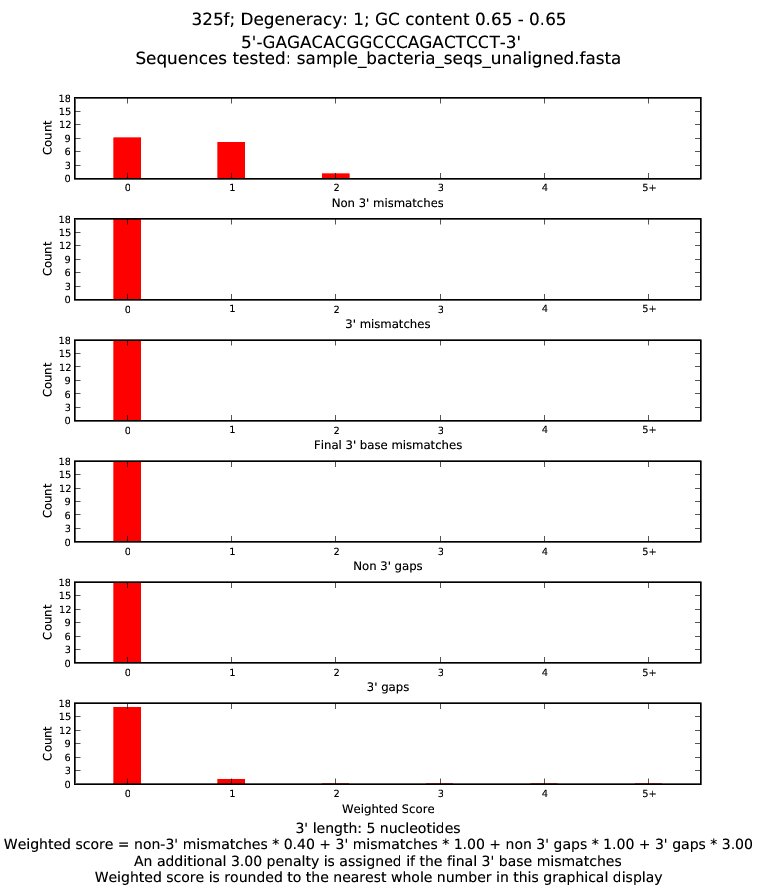 325f; Degeneracy: 1; GC content 0.65 - 0.65
5'-GAGACACGGCCCAGACTCCT-3'
Sequences tested: sample_bacteria_seqs_unaligned.fasta
18
15
12
9
6
3
0
Count
0 1 2 3 4 5+
Non 3' mismatches
18
15
12
9
6
3
0
Count
0 1 2 3 4 5+
3' mismatches
18
15
12
9
6
3
0
Count
0 1 2 3 4 5+
Final 3' base mismatches
18
15
12
9
6
3
0
Count
0 1 2 3 4 5+
Non 3' gaps
18
15
12
9
6
3
0
Count
0 1 2 3 4 5+
3' gaps
18
15
12
9
6
3
0
Count
0 1 2 3 4 5+
Weighted Score
3' length: 5 nucleotides
Weighted score = non-3' mismatches * 0.40 + 3' mismatches * 1.00 + non 3' gaps * 1.00 + 3' gaps * 3.00
An additional 3.00 penalty is assigned if the final 3' base mismatches
Weighted score is rounded to the nearest whole number in this graphical display